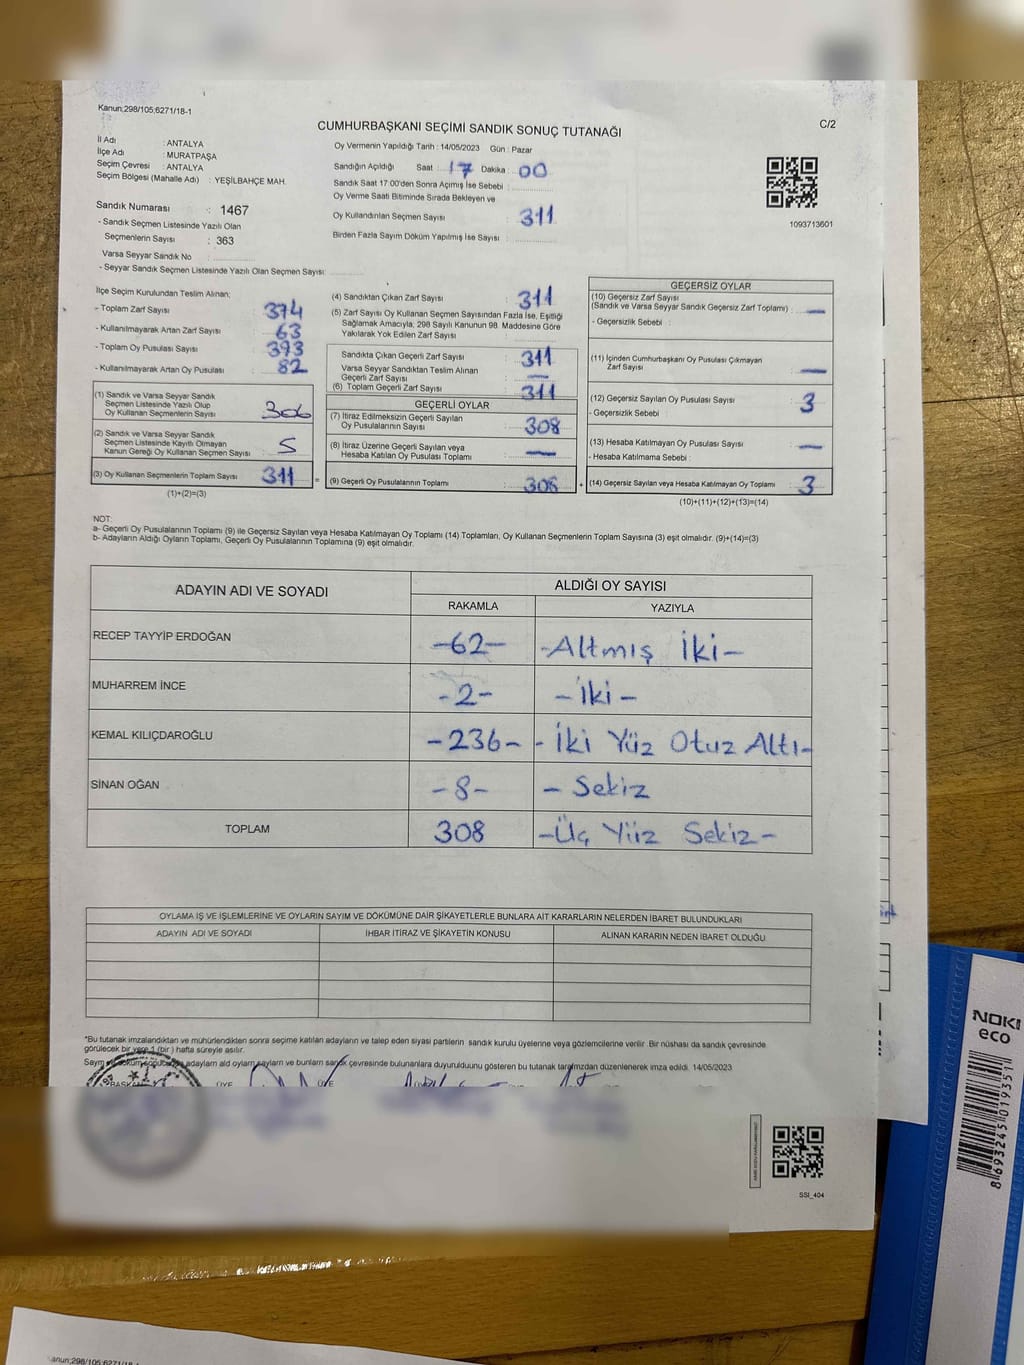 Kanun;298/105;6271/18-1
CUMHURBAŞKANI SEÇİMİ SANDIK SONUÇ TUTANAĞI
C/2
İl Adı : ANTALYA
İlçe Adı : MURATPAŞA
Seçim Çevresi : ANTALYA
Seçim Bölgesi (Mahalle Adı) : YEŞİLBAHÇE MAH.
Sandık Numarası : 1467
- Sandık Seçmen Listesinde Yazılı Olan
Seçmenlerin Sayısı : 363
Varsa Seyyar Sandık No :
- Seyyar Sandık Seçmen Listesinde Yazılı Olan Seçmen Sayısı:
Oy Vermenin Yapıldığı Tarih : 14/05/2023 Gün : Pazar
Sandığın Açıldığı Saat : 17 Dakika : 00
Sandık Saat 17:00'den Sonra Açılmış İse Sebebi :
Oy Verme Saati Bitiminde Sırada Bekleyen ve
Oy Kullandırılan Seçmen Sayısı : 311
Birden Fazla Sayım Döküm Yapılmış İse Sayısı :
1093713601
İlçe Seçim Kurulundan Teslim Alınan;
- Toplam Zarf Sayısı : 374
- Kullanılmayarak Artan Zarf Sayısı : 63
- Toplam Oy Pusulası Sayısı : 393
- Kullanılmayarak Artan Oy Pusulası : 82
(1) Sandık ve Varsa Seyyar Sandık
Seçmen Listesinde Yazılı Olup
Oy Kullanan Seçmenlerin Sayısı : 306
(2) Sandık ve Varsa Seyyar Sandık
Seçmen Listesinde Kayıtlı Olmayan
Kanun Gereği Oy Kullanan Seçmen Sayısı : 5
(3) Oy Kullanan Seçmenlerin Toplam Sayısı : 311
(1)+(2)=(3)
(4) Sandıktan Çıkan Zarf Sayısı : 311
(5) Zarf Sayısı Oy Kullanan Seçmen Sayısından Fazla İse, Eşitliği
Sağlamak Amacıyla; 298 Sayılı Kanunun 98. Maddesine Göre
Yakılarak Yok Edilen Zarf Sayısı :
Sandıkta Çıkan Geçerli Zarf Sayısı : 311
Varsa Seyyar Sandıktan Teslim Alınan
Geçerli Zarf Sayısı : —
(6) Toplam Geçerli Zarf Sayısı : 311
GEÇERLİ OYLAR
(7) İtiraz Edilmeksizin Geçerli Sayılan
Oy Pusulalarının Sayısı : 308
(8) İtiraz Üzerine Geçerli Sayılan veya
Hesaba Katılan Oy Pusulası Toplamı : —
= (9) Geçerli Oy Pusulalarının Toplamı : 308 +
GEÇERSİZ OYLAR
(10) Geçersiz Zarf Sayısı
(Sandık ve Varsa Seyyar Sandık Geçersiz Zarf Toplamı) : —
- Geçersizlik Sebebi :
(11) İçinden Cumhurbaşkanı Oy Pusulası Çıkmayan
Zarf Sayısı : —
(12) Geçersiz Sayılan Oy Pusulası Sayısı : 3
- Geçersizlik Sebebi :
(13) Hesaba Katılmayan Oy Pusulası Sayısı : —
- Hesaba Katılmama Sebebi :
(14) Geçersiz Sayılan veya Hesaba Katılmayan Oy Toplamı : 3
(10)+(11)+(12)+(13)=(14)
NOT:
a- Geçerli Oy Pusulalarının Toplamı (9) ile Geçersiz Sayılan veya Hesaba Katılmayan Oy Toplamı (14) Toplamları, Oy Kullanan Seçmenlerin Toplam Sayısına (3) eşit olmalıdır. (9)+(14)=(3)
b- Adayların Aldığı Oyların Toplamı, Geçerli Oy Pusulalarının Toplamına (9) eşit olmalıdır.
ADAYIN ADI VE SOYADI ALDIĞI OY SAYISI
RAKAMLA YAZIYLA
RECEP TAYYİP ERDOĞAN -62- -Altmış İki-
MUHARREM İNCE -2- -İki-
KEMAL KILIÇDAROĞLU -236- -İki Yüz Otuz Altı-
SİNAN OĞAN -8- - Sekiz
TOPLAM 308 -Üç Yüz Sekiz-
OYLAMA İŞ VE İŞLEMLERİNE VE OYLARIN SAYIM VE DÖKÜMÜNE DAİR ŞİKAYETLERLE BUNLARA AİT KARARLARIN NELERDEN İBARET BULUNDUKLARI
ADAYIN ADI VE SOYADI İHBAR İTİRAZ VE ŞİKAYETİN KONUSU ALINAN KARARIN NEDEN İBARET OLDUĞU
*Bu tutanak imzalandıktan ve mühürlendikten sonra seçime katılan adayların ve talep eden siyasi partilerin sandık kurulu üyelerine veya gözlemcilerine verilir. Bir nüshası da sandık çevresinde
görülecek bir yere 1 (bir) hafta süreyle asılır.
adayların ald oyların sayların ve bunların sandık çevresinde bulunanlara duyurulduunu gösteren bu tutanak tarafımızdan düzenlenerek imza edildi. 14/05/2023
BAŞKAN ÜYE ÜYE
SSI_404
NOKI
eco
8693245019351
Kanun;298/105;6271/18-1